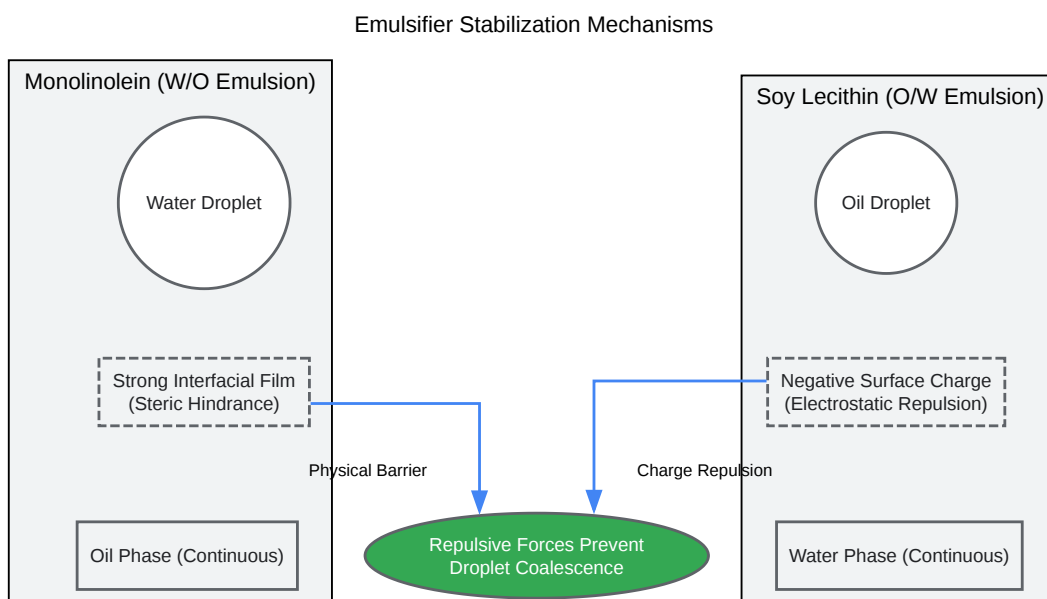 Emulsifier Stabilization Mechanisms
Monolinolein (W/O Emulsion)
Water Droplet
Strong Interfacial Film
(Steric Hindrance)
Physical Barrier
Oil Phase (Continuous)
Repulsive Forces Prevent
Droplet Coalescence
Soy Lecithin (O/W Emulsion)
Oil Droplet
Negative Surface Charge
(Electrostatic Repulsion)
Charge Repulsion
Water Phase (Continuous)